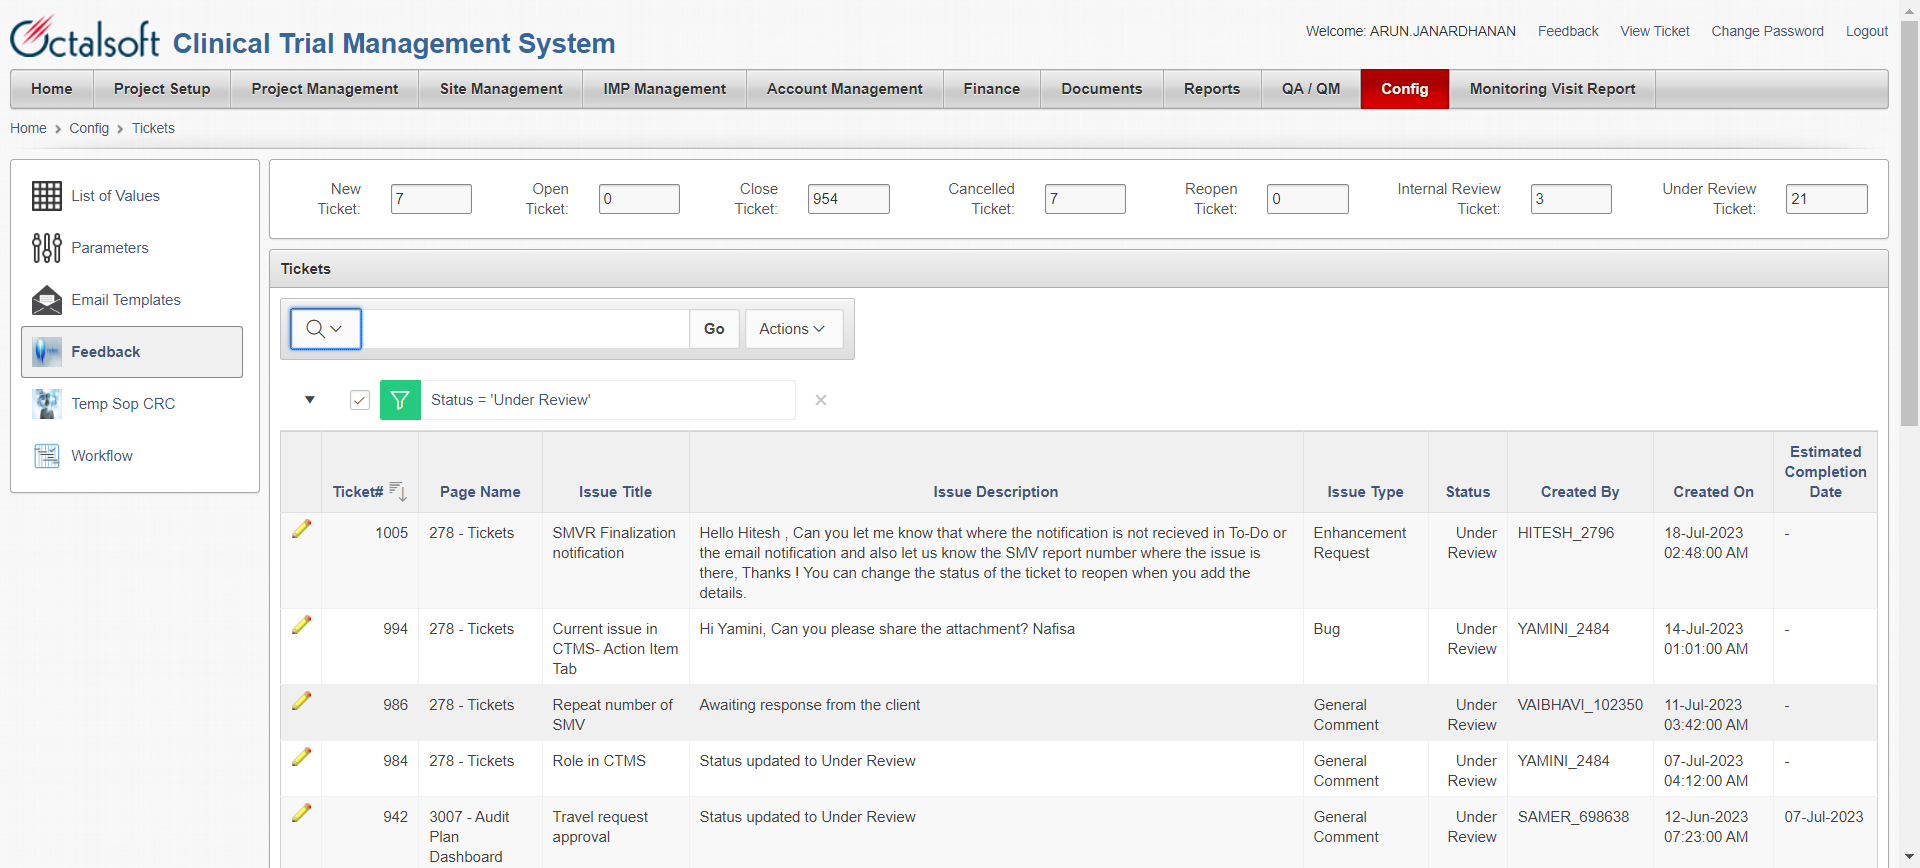 Octalsoft Clinical Trial Management System
Welcome: ARUN.JANARDHANAN Feedback View Ticket Change Password Logout
Home Project Setup Project Management Site Management IMP Management Account Management Finance Documents Reports QA / QM Config Monitoring Visit Report
Home > Config > Tickets
List of Values
Parameters
Email Templates
Feedback
Temp Sop CRC
Workflow
New Ticket: 7
Open Ticket: 0
Close Ticket: 954
Cancelled Ticket: 7
Reopen Ticket: 0
Internal Review Ticket: 3
Under Review Ticket: 21
Tickets
Go Actions
Status = 'Under Review'
Ticket# Page Name Issue Title Issue Description Issue Type Status Created By Created On Estimated Completion Date
1005 278 - Tickets SMVR Finalization notification Hello Hitesh , Can you let me know that where the notification is not recieved in To-Do or the email notification and also let us know the SMV report number where the issue is there, Thanks ! You can change the status of the ticket to reopen when you add the details. Enhancement Request Under Review HITESH_2796 18-Jul-2023 02:48:00 AM -
994 278 - Tickets Current issue in CTMS- Action Item Tab Hi Yamini, Can you please share the attachment? Nafisa Bug Under Review YAMINI_2484 14-Jul-2023 01:01:00 AM -
986 278 - Tickets Repeat number of SMV Awaiting response from the client General Comment Under Review VAIBHAVI_102350 11-Jul-2023 03:42:00 AM -
984 278 - Tickets Role in CTMS Status updated to Under Review General Comment Under Review YAMINI_2484 07-Jul-2023 04:12:00 AM -
942 3007 - Audit Plan Dashboard Travel request approval Status updated to Under Review General Comment Under Review SAMER_698638 12-Jun-2023 07:23:00 AM 07-Jul-2023